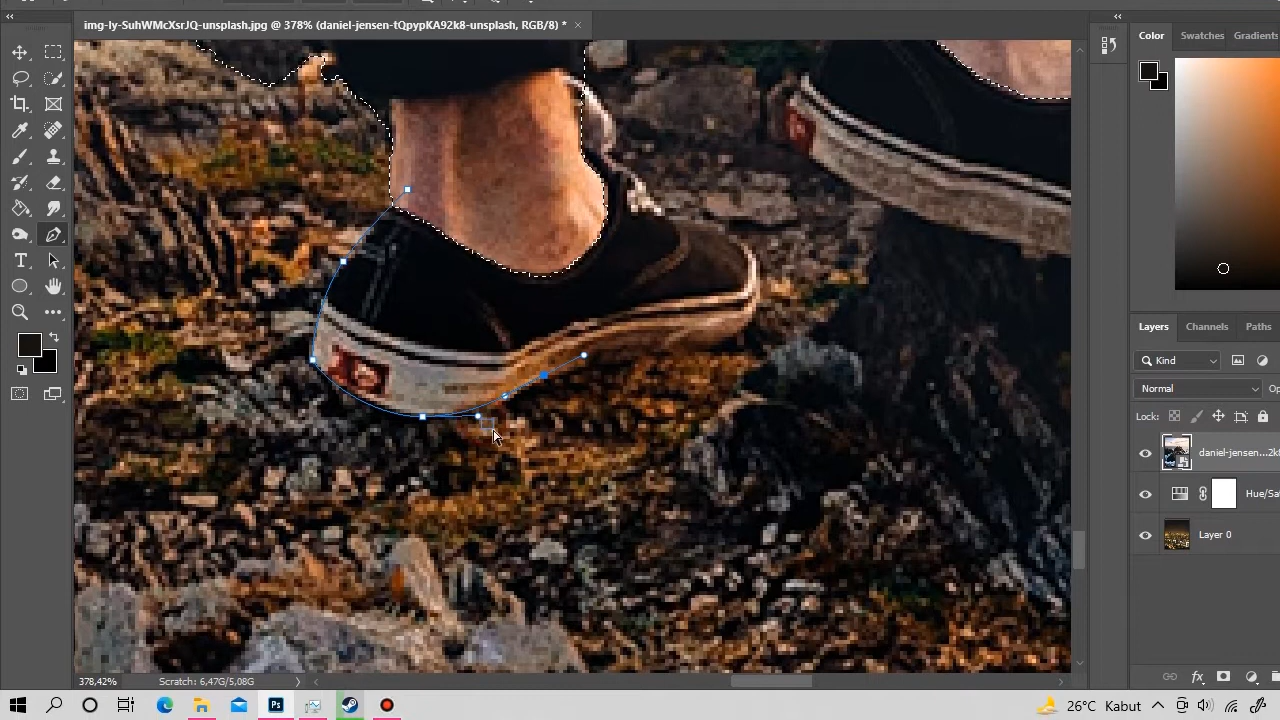 img-ly-SuhWMcXsrJQ-unsplash.jpg @ 378% (daniel-jensen-tQpypKA92k8-unsplash, RGB/8) *
Color
Swatches
Gradients
Layers
Channels
Paths
Kind
Normal
Lock:
daniel-jensen...2k
Hue/Sa
Layer 0
378,42%
Scratch: 6,47G/5,08G
Ps
26°C Kabut